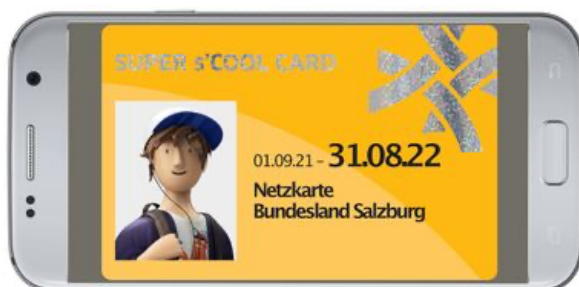 SUPER s'COOL CARD
01.09.21 - 31.08.22
Netzkarte
Bundesland Salzburg